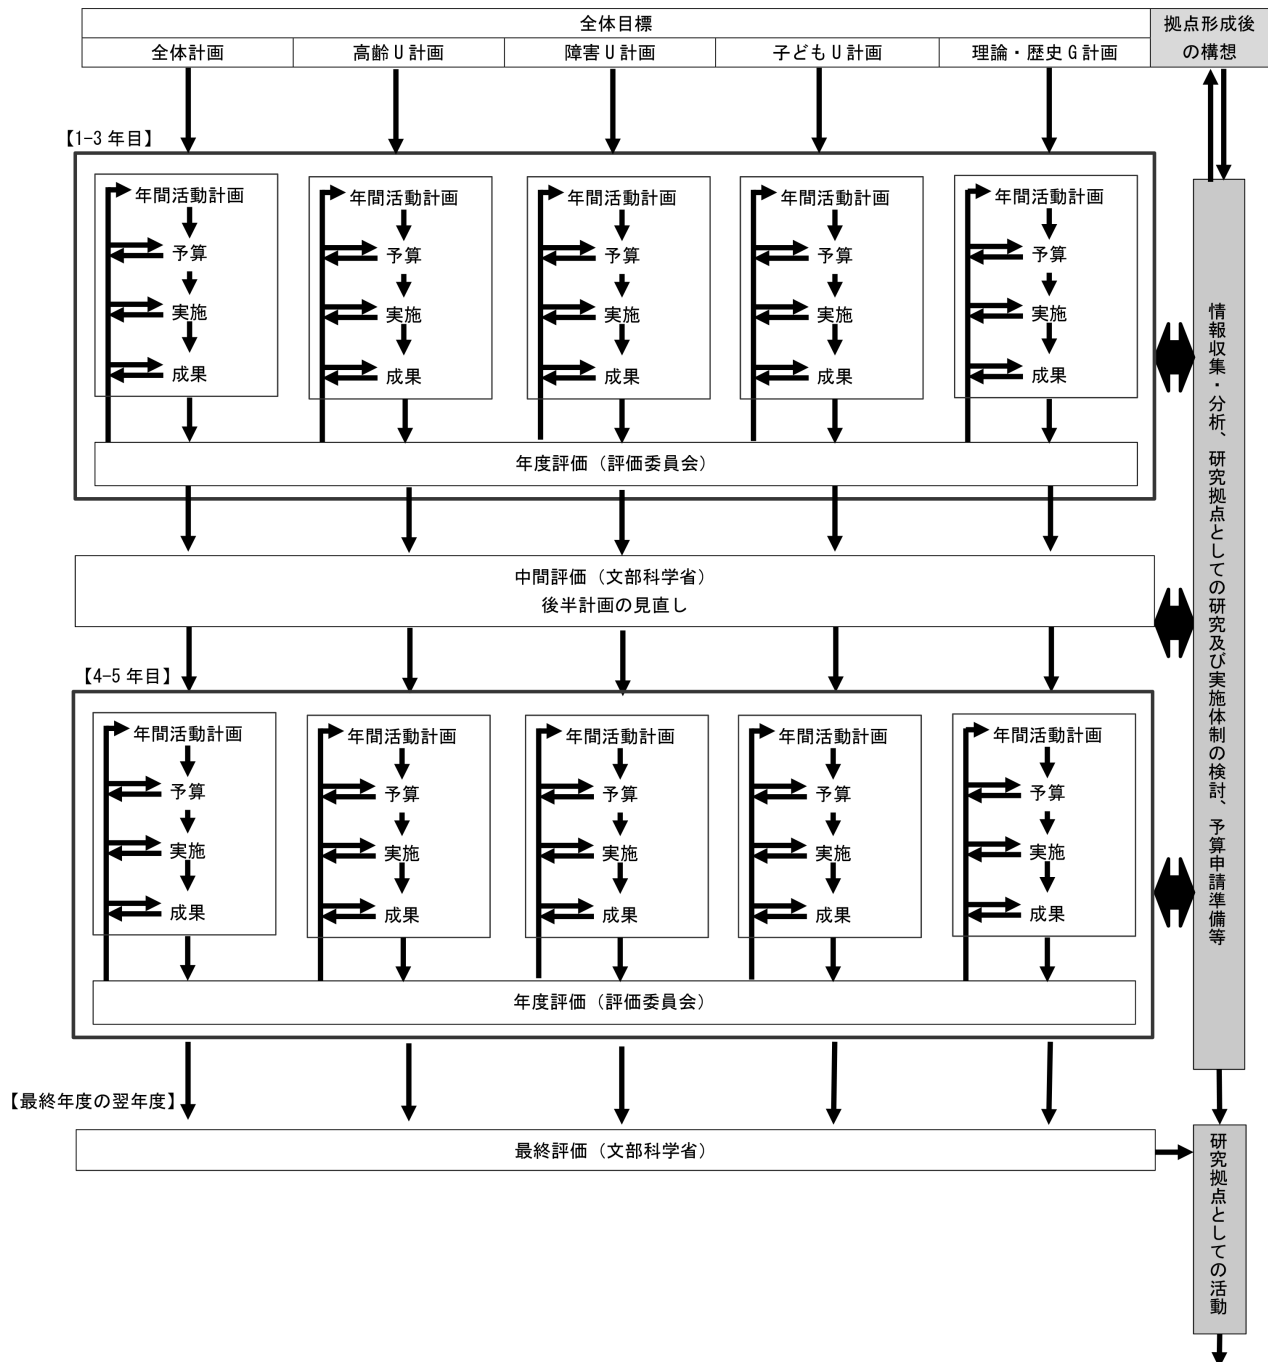 全体目標
拠点形成後
の構想
全体計画
高齢U計画
障害U計画
子どもU計画
理論・歴史G計画
【1-3年目】
年間活動計画
予算
実施
成果
年間活動計画
予算
実施
成果
年間活動計画
予算
実施
成果
年間活動計画
予算
実施
成果
年間活動計画
予算
実施
成果
年度評価（評価委員会）
中間評価（文部科学省）
後半計画の見直し
【4-5年目】
年間活動計画
予算
実施
成果
年間活動計画
予算
実施
成果
年間活動計画
予算
実施
成果
年間活動計画
予算
実施
成果
年間活動計画
予算
実施
成果
年度評価（評価委員会）
情報収集・分析、研究拠点としての研究及び実施体制の検討、予算申請準備等
【最終年度の翌年度】
最終評価（文部科学省）
研究拠点としての活動